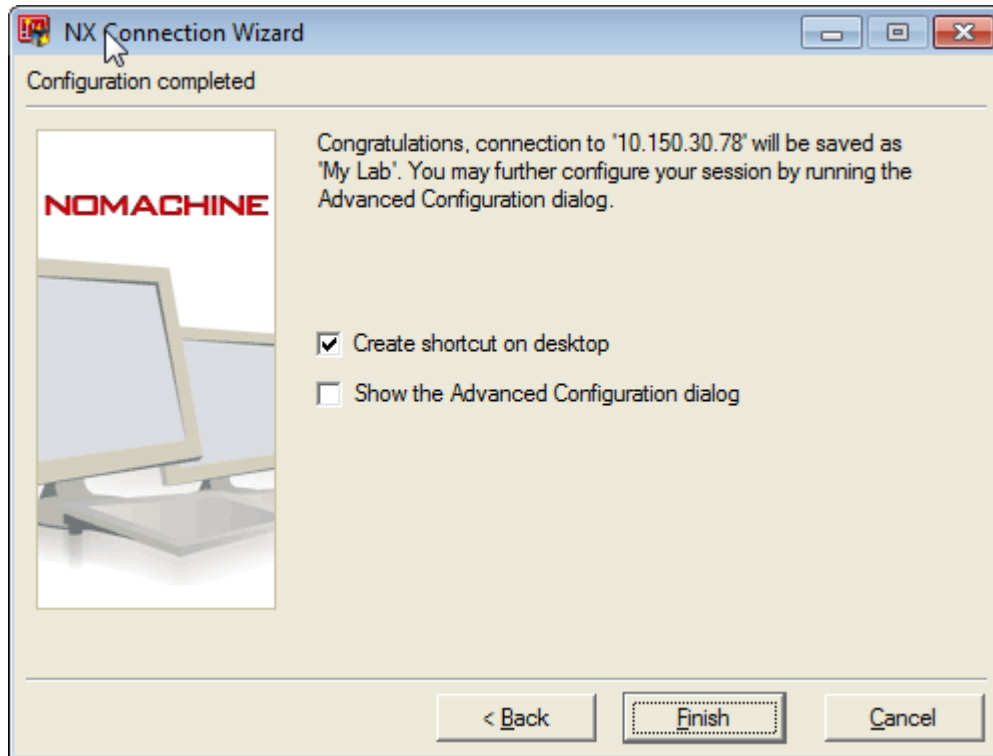 NX Connection Wizard
Configuration completed
NOMACHINE
Congratulations, connection to '10.150.30.78' will be saved as
'My Lab'. You may further configure your session by running the
Advanced Configuration dialog.
Create shortcut on desktop
Show the Advanced Configuration dialog
< Back
Finish
Cancel